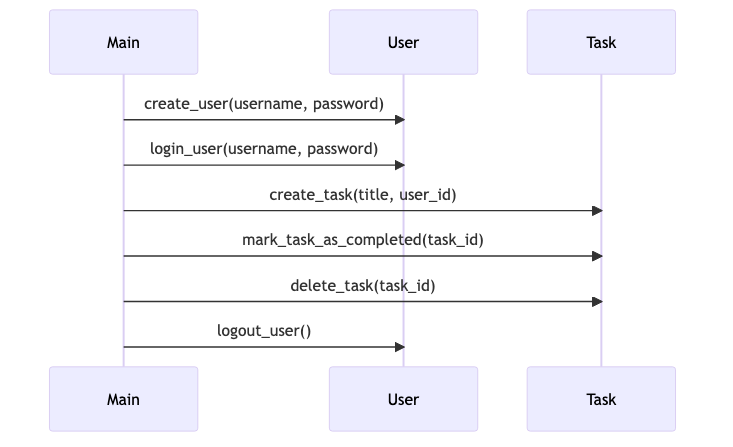 Main
User
Task
create_user(username, password)
login_user(username, password)
create_task(title, user_id)
mark_task_as_completed(task_id)
delete_task(task_id)
logout_user()
Main
User
Task